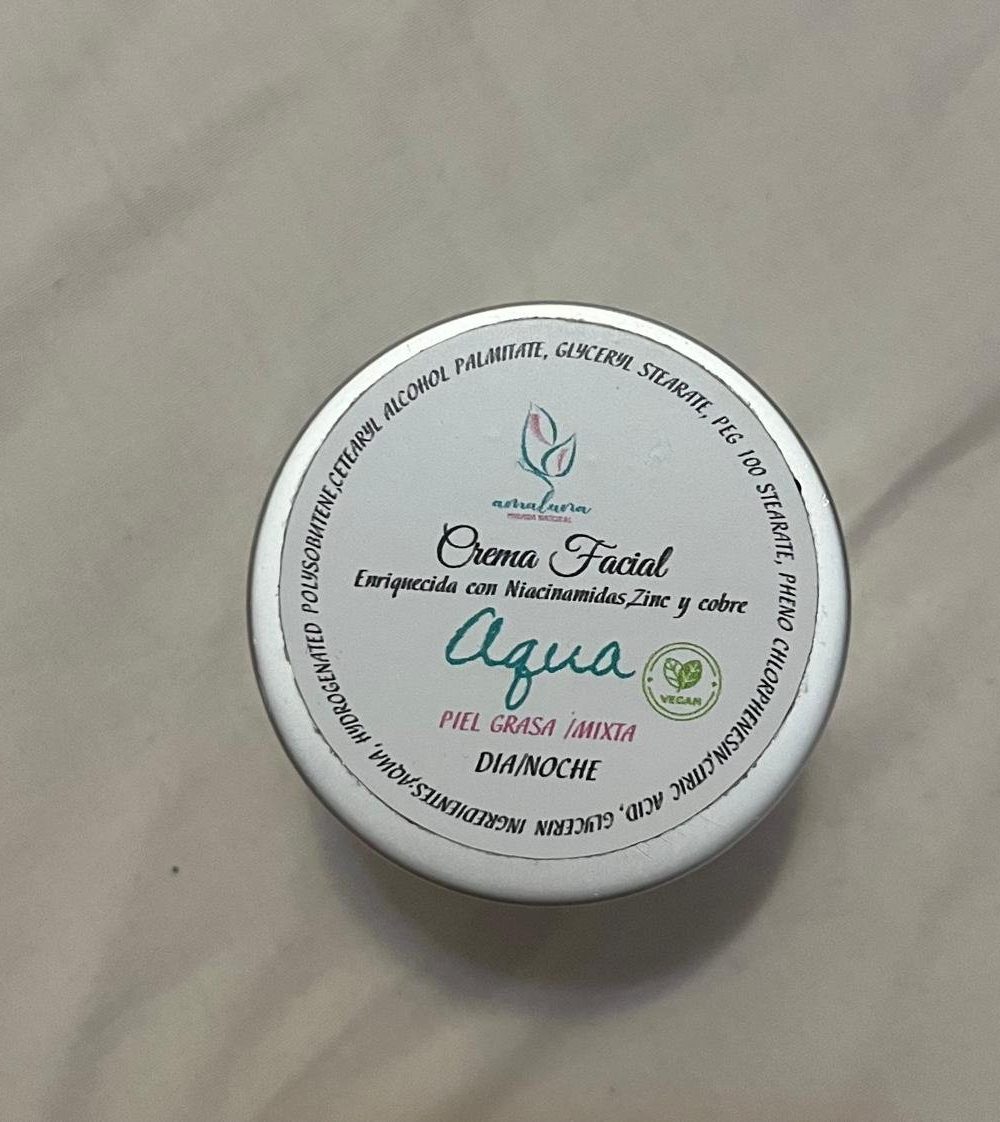 amaluna
Crema Facial
Enriquecida con Niacinamidas,Zinc y cobre
aqua
VEGAN
PIEL GRASA /MIXTA
DIA/NOCHE
INGREDIENTES:AQUA, HYDROGENATED POLYSOBUTENE,CETEARYL ALCOHOL PALMITATE, GLYCERYL STEARATE, PEG 100 STEARATE, PHENO CHLORPHENESIN,CITRIC ACID, GLYCERIN